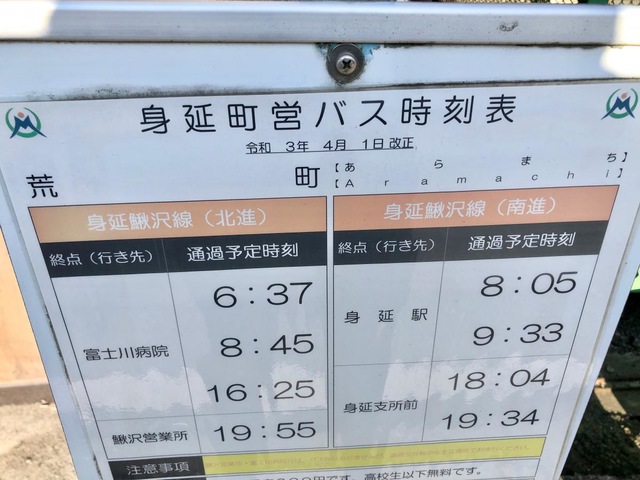 身延町営バス時刻表
令和 3年 4月 1日 改正
荒町 【あらまち】
【Aramachi】
身延鰍沢線（北進）
終点（行き先） 通過予定時刻
富士川病院 6：37
8：45
16：25
鰍沢営業所 19：55
身延鰍沢線（南進）
終点（行き先） 通過予定時刻
身延駅 8：05
9：33
身延支所前 18：04
19：34
注意事項
円です。高校生以下無料です。